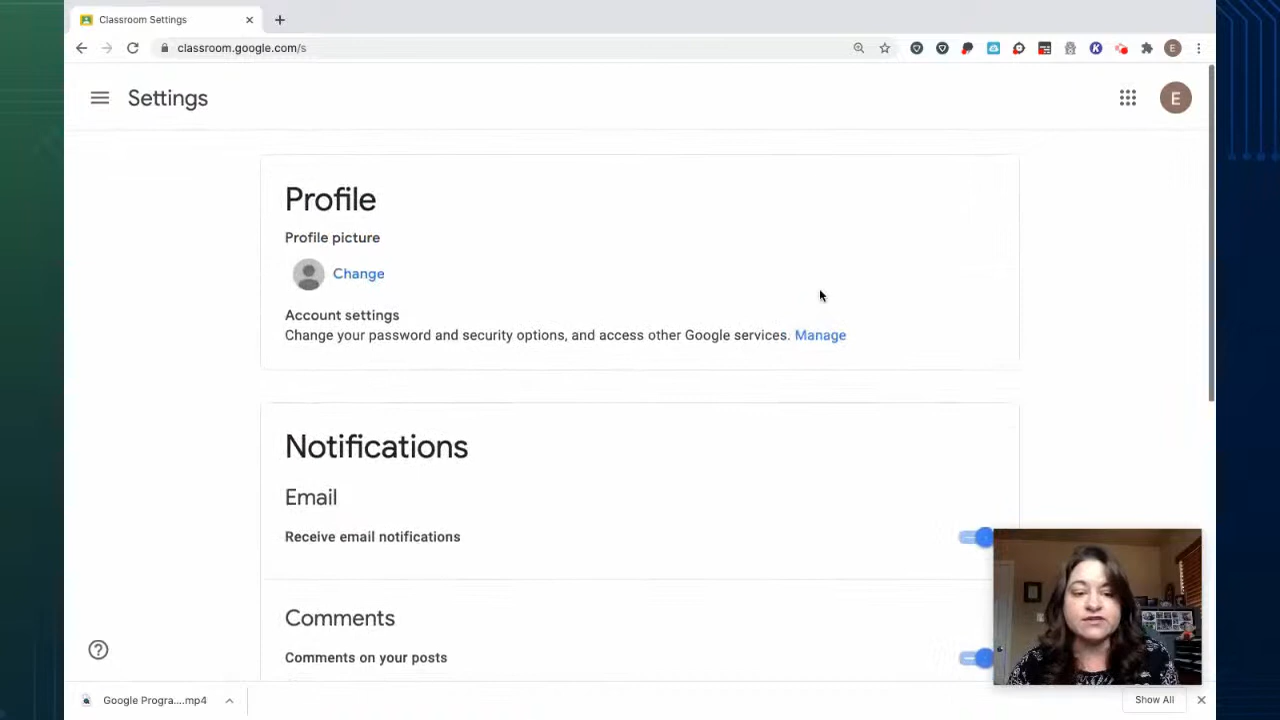 Classroom Settings
classroom.google.com/s
E
Settings
E
Profile
Profile picture
Change
Account settings
Change your password and security options, and access other Google services. Manage
Notifications
Email
Receive email notifications
Comments
Comments on your posts
Google Progra....mp4
Show All